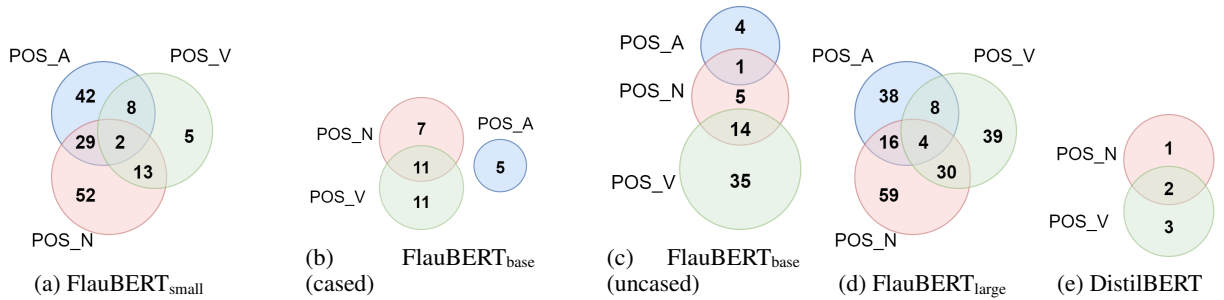 POS_A
POS_V
42
8
5
29
2
13
52
POS_N
(a) FlauBERTsmall
POS_N
7
POS_A
11
5
POS_V
11
(b) FlauBERTbase
(cased)
4
POS_A
1
POS_N
5
14
POS_V
35
(c) FlauBERTbase
(uncased)
POS_A
POS_V
38
8
39
16
4
30
59
POS_N
(d) FlauBERTlarge
1
POS_N
2
POS_V
3
(e) DistilBERT